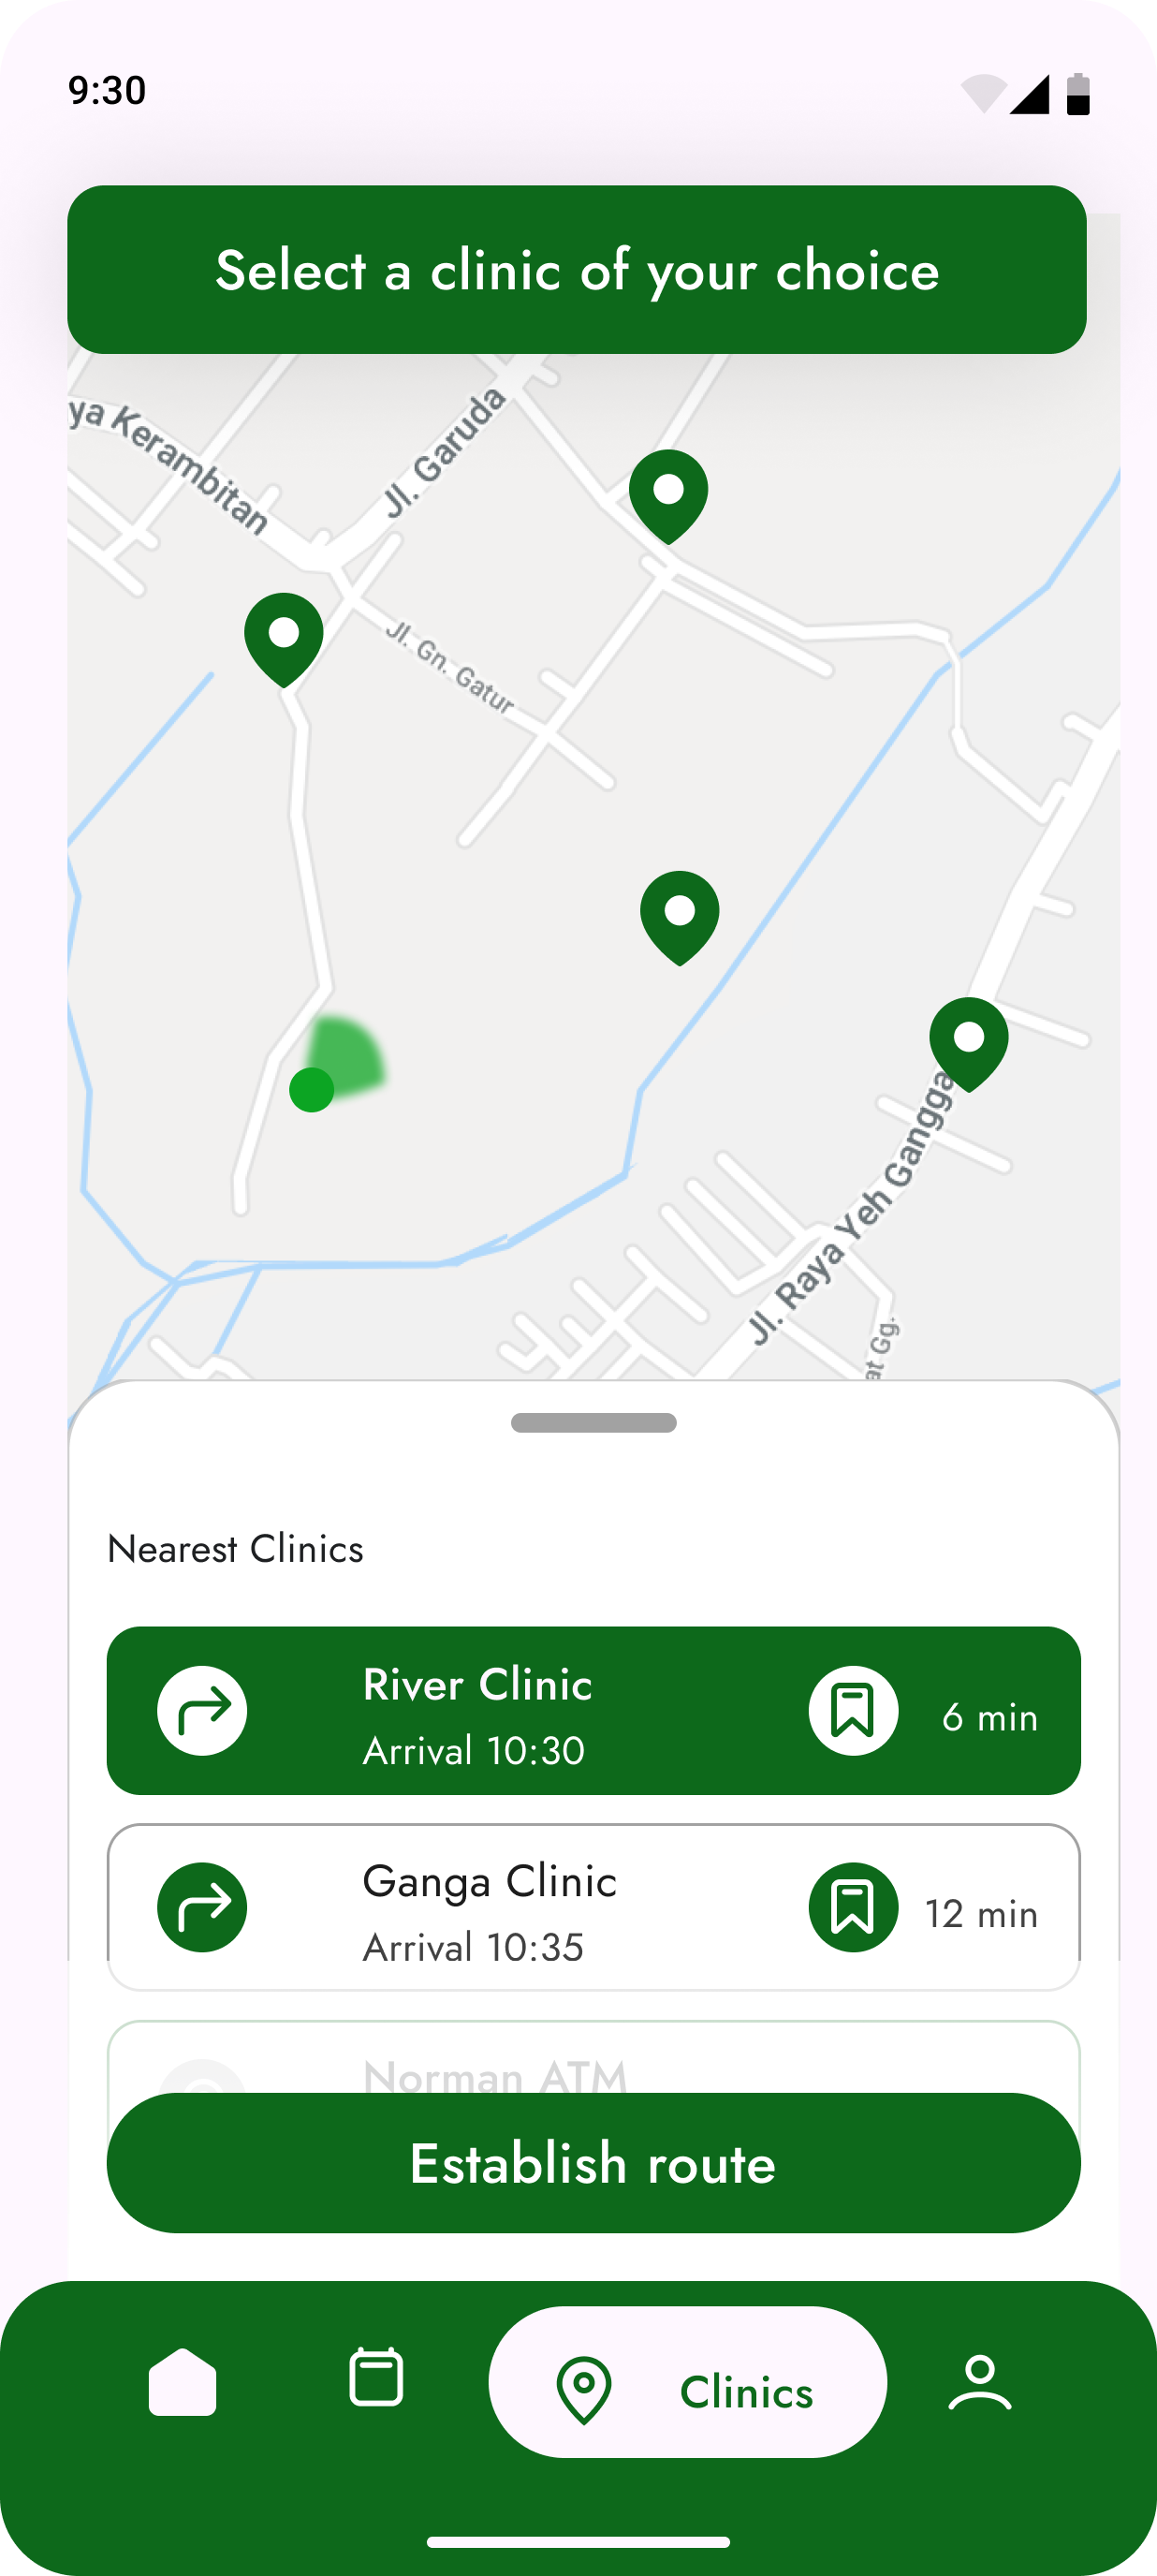 9:30
Select a clinic of your choice
ya Kerambitan
Jl. Garuda
Jl. Gn. Gatur
Jl. Raya Yeh Gangga
at Gg.
Nearest Clinics
River Clinic
Arrival 10:30
6 min
Ganga Clinic
Arrival 10:35
12 min
Norman ATM
Establish route
Clinics